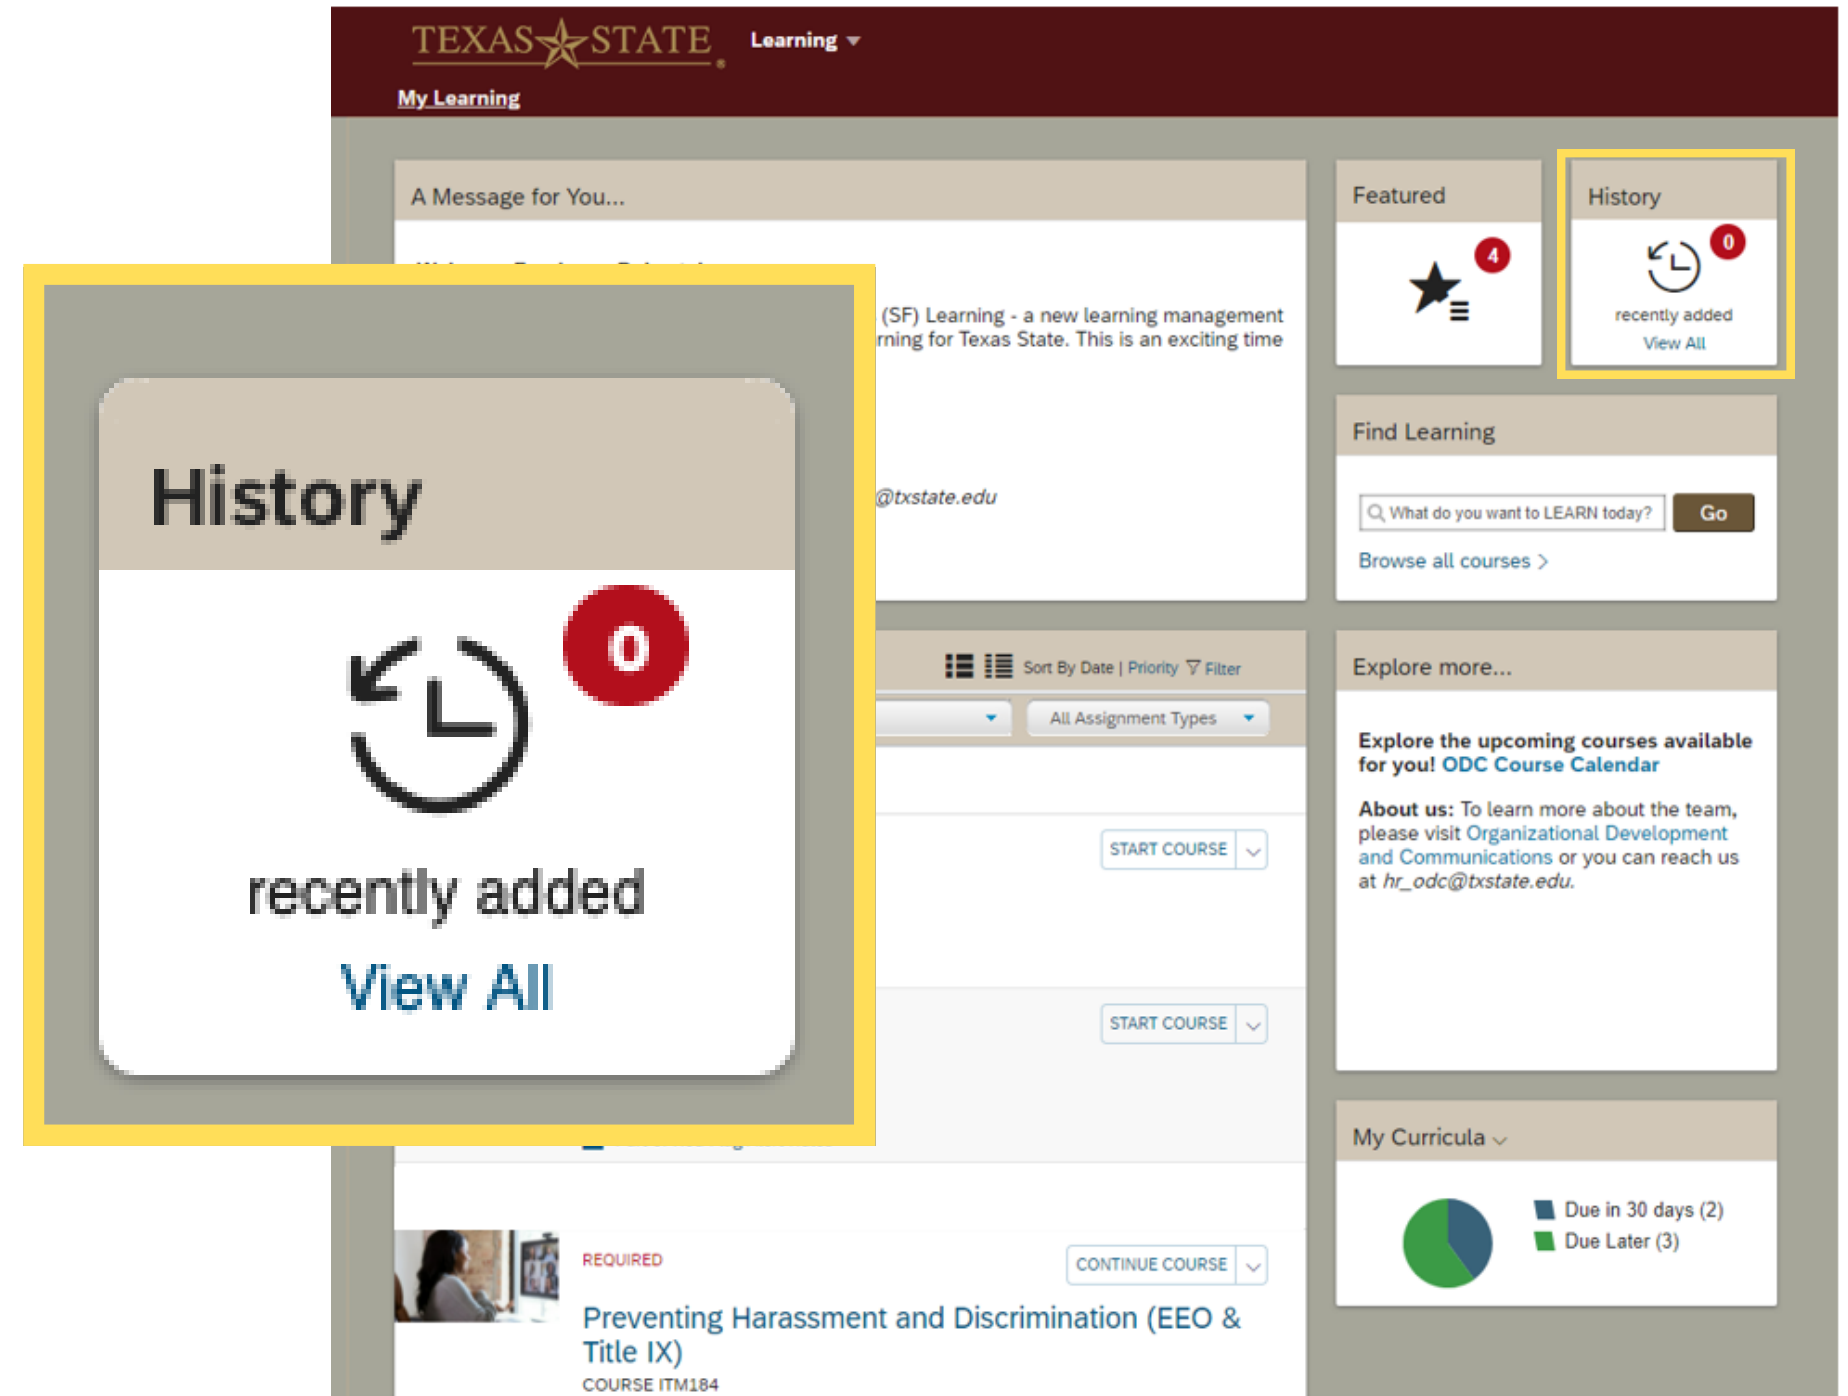 TEXAS STATE ®
Learning
My Learning
A Message for You...
(SF) Learning - a new learning management
rning for Texas State. This is an exciting time
@txstate.edu
Featured
4
History
0
recently added
View All
History
0
recently added
View All
Find Learning
What do you want to LEARN today?
Go
Browse all courses >
Sort By Date | Priority Filter
All Assignment Types
START COURSE
START COURSE
Explore more...
Explore the upcoming courses available
for you! ODC Course Calendar
About us: To learn more about the team,
please visit Organizational Development
and Communications or you can reach us
at hr_odc@txstate.edu.
My Curricula
Due in 30 days (2)
Due Later (3)
REQUIRED
CONTINUE COURSE
Preventing Harassment and Discrimination (EEO &
Title IX)
COURSE ITM184